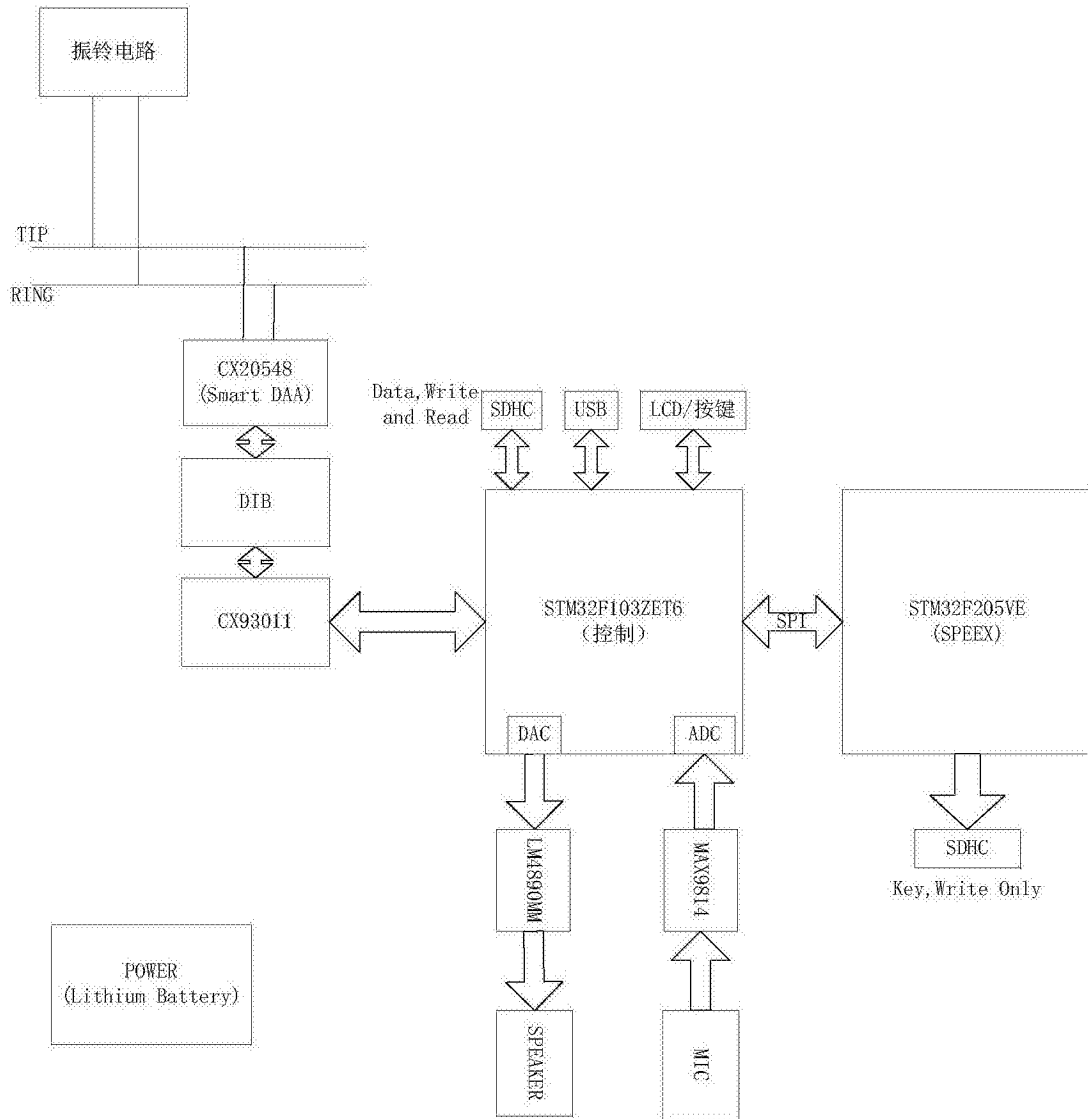 振铃电路
TIP
RING
CX20548
(Smart DAA)
DIB
CX93011
Data,Write
and Read
SDHC
USB
LCD/按键
STM32F103ZET6
(控制)
SPI
STM32F205VE
(SPEEX)
DAC
ADC
LM4890MM
MAX9814
SDHC
Key,Write Only
POWER
(Lithium Battery)
SPEAKER
MIC